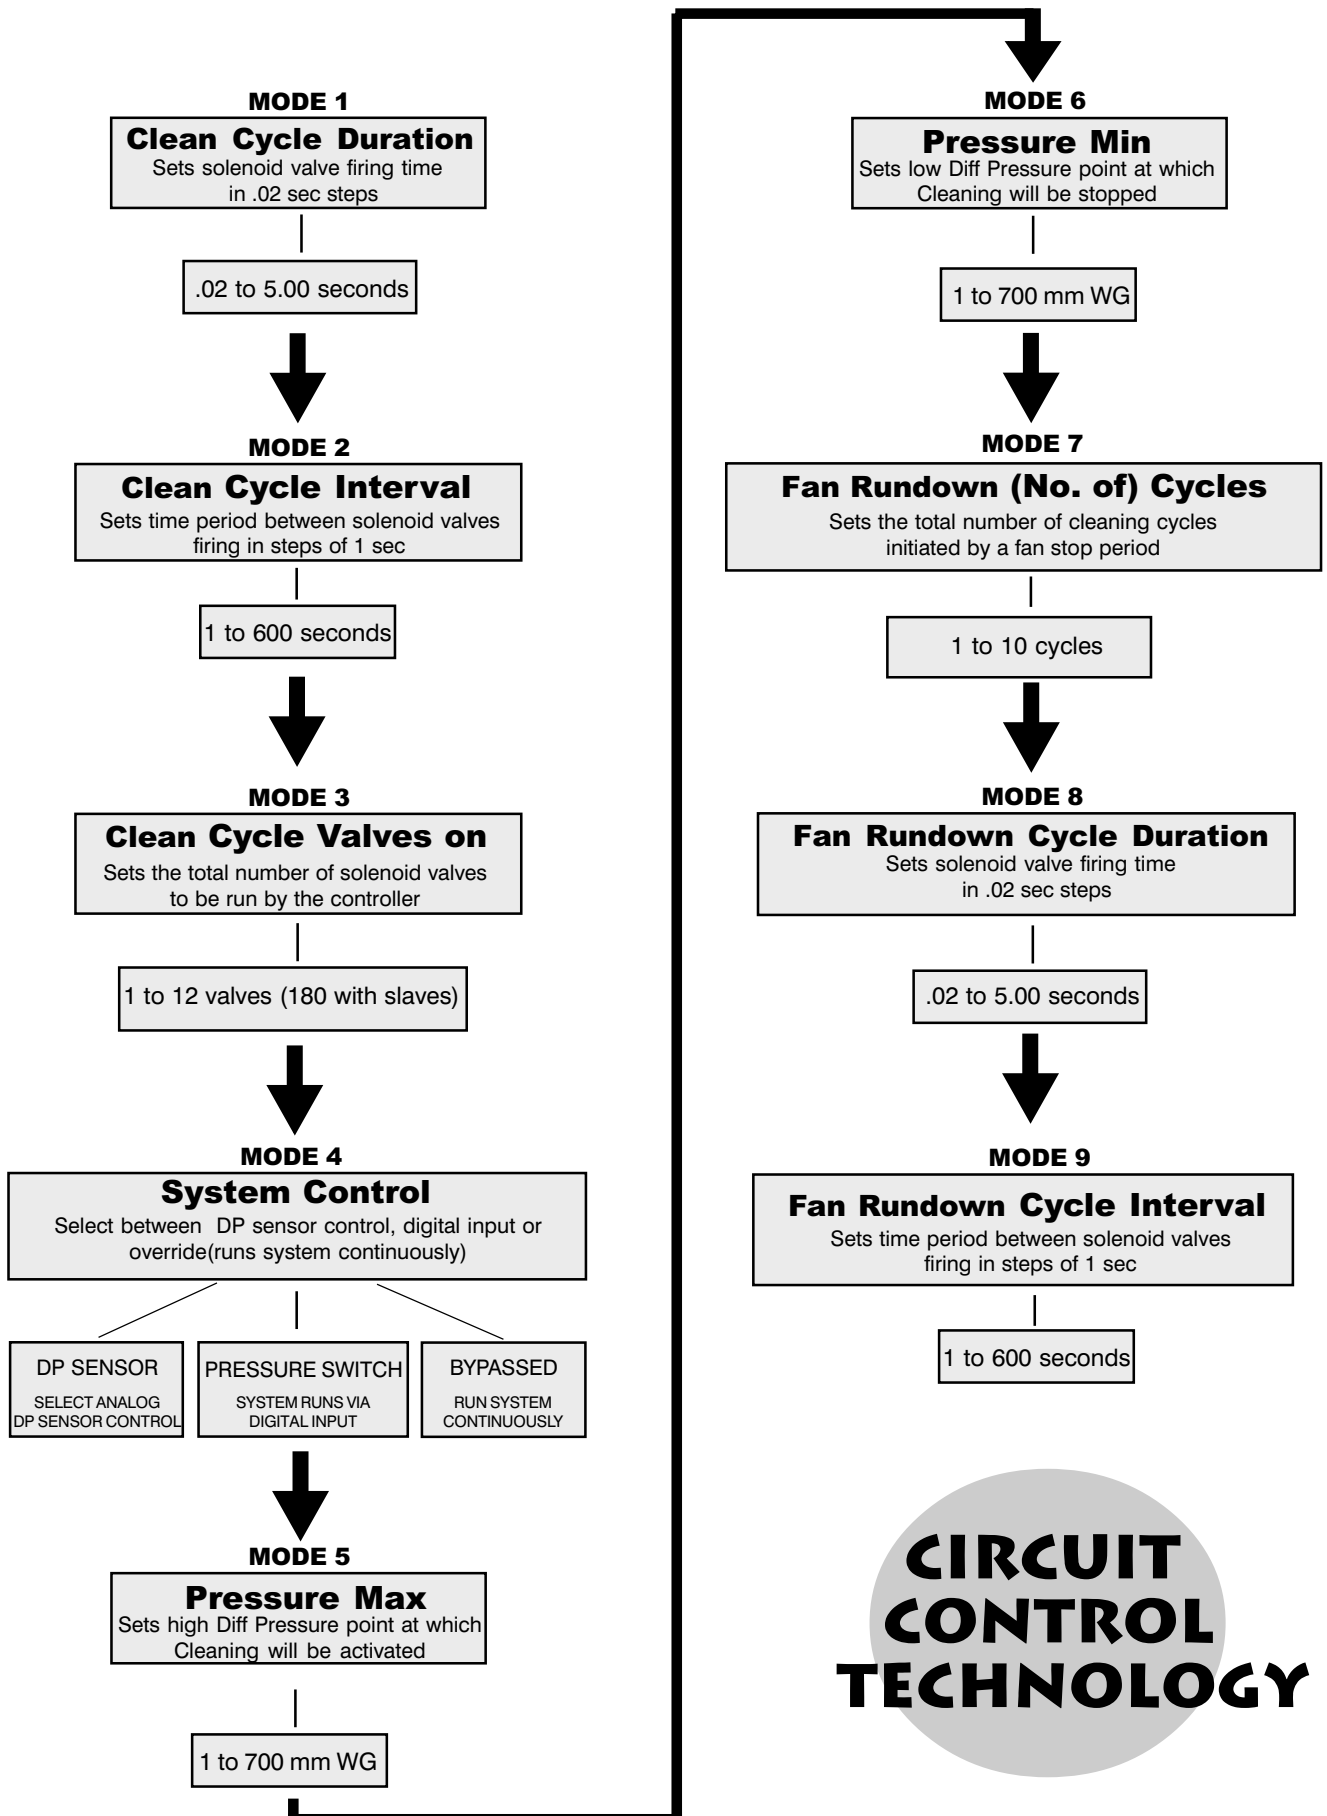 MODE 1
Clean Cycle Duration
Sets solenoid valve firing time
in .02 sec steps
.02 to 5.00 seconds
MODE 2
Clean Cycle Interval
Sets time period between solenoid valves
firing in steps of 1 sec
1 to 600 seconds
MODE 3
Clean Cycle Valves on
Sets the total number of solenoid valves
to be run by the controller
1 to 12 valves (180 with slaves)
MODE 4
System Control
Select between DP sensor control, digital input or
override(runs system continuously)
DP SENSOR
SELECT ANALOG
DP SENSOR CONTROL
PRESSURE SWITCH
SYSTEM RUNS VIA
DIGITAL INPUT
BYPASSED
RUN SYSTEM
CONTINUOUSLY
MODE 5
Pressure Max
Sets high Diff Pressure point at which
Cleaning will be activated
1 to 700 mm WG
MODE 6
Pressure Min
Sets low Diff Pressure point at which
Cleaning will be stopped
1 to 700 mm WG
MODE 7
Fan Rundown (No. of) Cycles
Sets the total number of cleaning cycles
initiated by a fan stop period
1 to 10 cycles
MODE 8
Fan Rundown Cycle Duration
Sets solenoid valve firing time
in .02 sec steps
.02 to 5.00 seconds
MODE 9
Fan Rundown Cycle Interval
Sets time period between solenoid valves
firing in steps of 1 sec
1 to 600 seconds
CIRCUIT
CONTROL
TECHNOLOGY